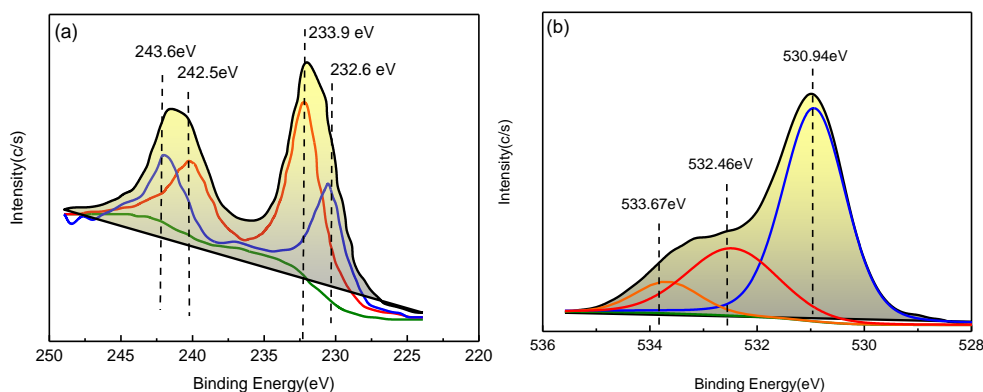 (a)
243.6eV
242.5eV
233.9 eV
232.6 eV
Intensity(c/s)
250 245 240 235 230 225 220
Binding Energy(eV)
(b)
530.94eV
532.46eV
533.67eV
Intensity(c/s)
536 534 532 530 528
Binding Energy(eV)